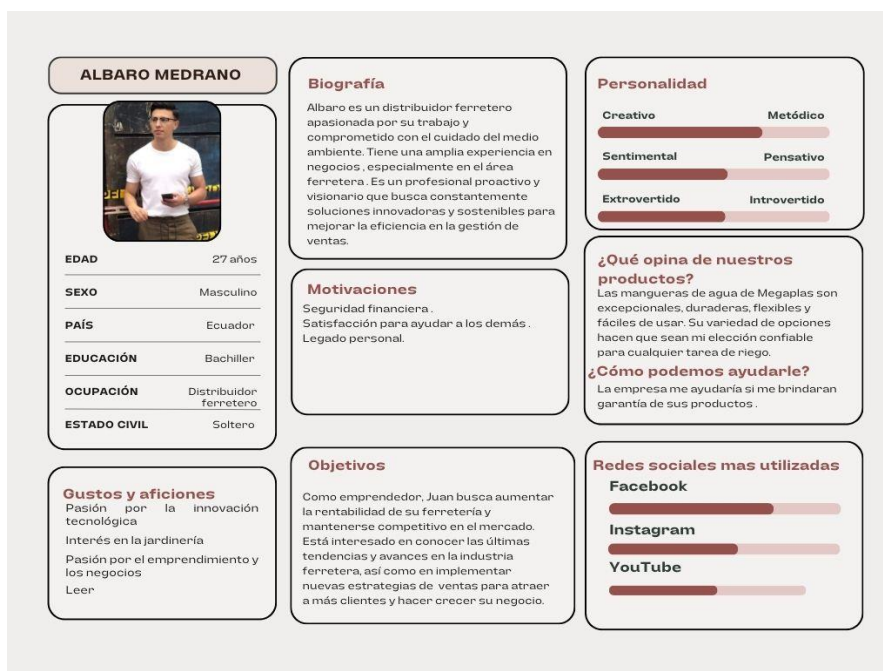 ALBARO MEDRANO
EDAD 27 años
SEXO Masculino
PAÍS Ecuador
EDUCACIÓN Bachiller
OCUPACIÓN Distribuidor
ferretero
ESTADO CIVIL Soltero
Gustos y aficiones
Pasión por la innovación
tecnológica
Interés en la jardinería
Pasión por el emprendimiento y
los negocios
Leer
Biografía
Albaro es un distribuidor ferretero
apasionada por su trabajo y
comprometido con el cuidado del medio
ambiente. Tiene una amplia experiencia en
negocios , especialmente en el área
ferretera . Es un profesional proactivo y
visionario que busca constantemente
soluciones innovadoras y sostenibles para
mejorar la eficiencia en la gestión de
ventas.
Motivaciones
Seguridad financiera .
Satisfacción para ayudar a los demás .
Legado personal.
Objetivos
Como emprendedor, Juan busca aumentar
la rentabilidad de su ferretería y
mantenerse competitivo en el mercado.
Está interesado en conocer las últimas
tendencias y avances en la industria
ferretera, así como en implementar
nuevas estrategias de ventas para atraer
a más clientes y hacer crecer su negocio.
Personalidad
Creativo Metódico
Sentimental Pensativo
Extrovertido Introvertido
¿Qué opina de nuestros
productos?
Las mangueras de agua de Megaplas son
excepcionales, duraderas, flexibles y
fáciles de usar. Su variedad de opciones
hacen que sean mi elección confiable
para cualquier tarea de riego.
¿Cómo podemos ayudarle?
La empresa me ayudaría si me brindaran
garantía de sus productos .
Redes sociales mas utilizadas
Facebook
Instagram
YouTube